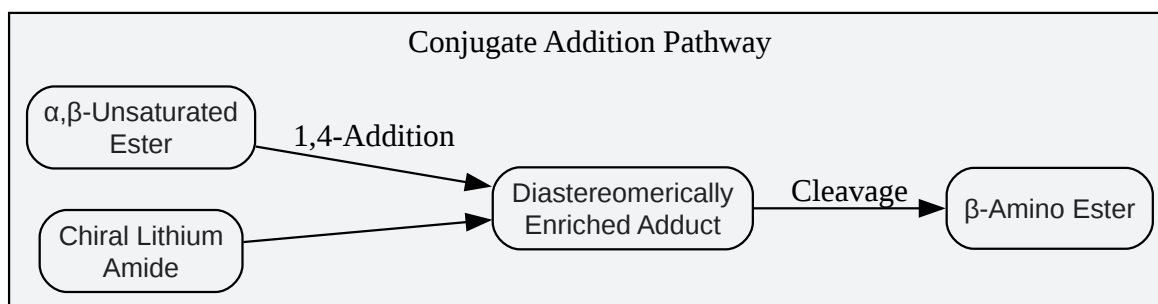 Conjugate Addition Pathway
α,β-Unsaturated
Ester
1,4-Addition
Chiral Lithium
Amide
Diastereomerically
Enriched Adduct
Cleavage
β-Amino Ester